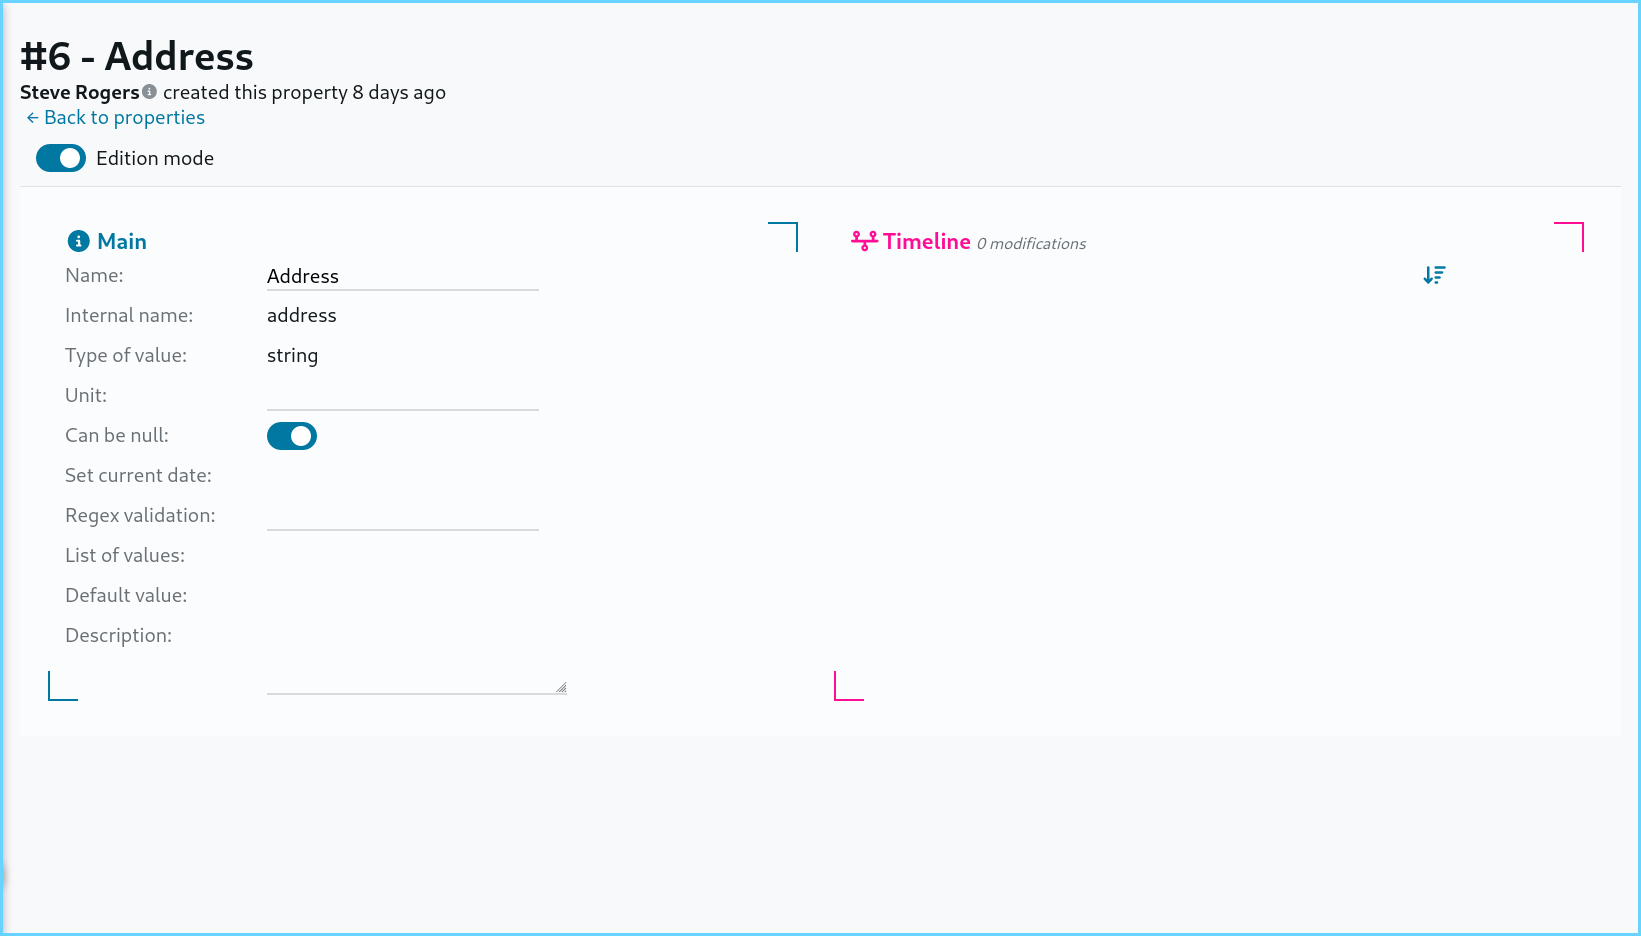 #6 - Address
Steve Rogers created this property 8 days ago
← Back to properties
Edition mode
Main
Name: Address
Internal name: address
Type of value: string
Unit:
Can be null:
Set current date:
Regex validation:
List of values:
Default value:
Description:
Timeline 0 modifications